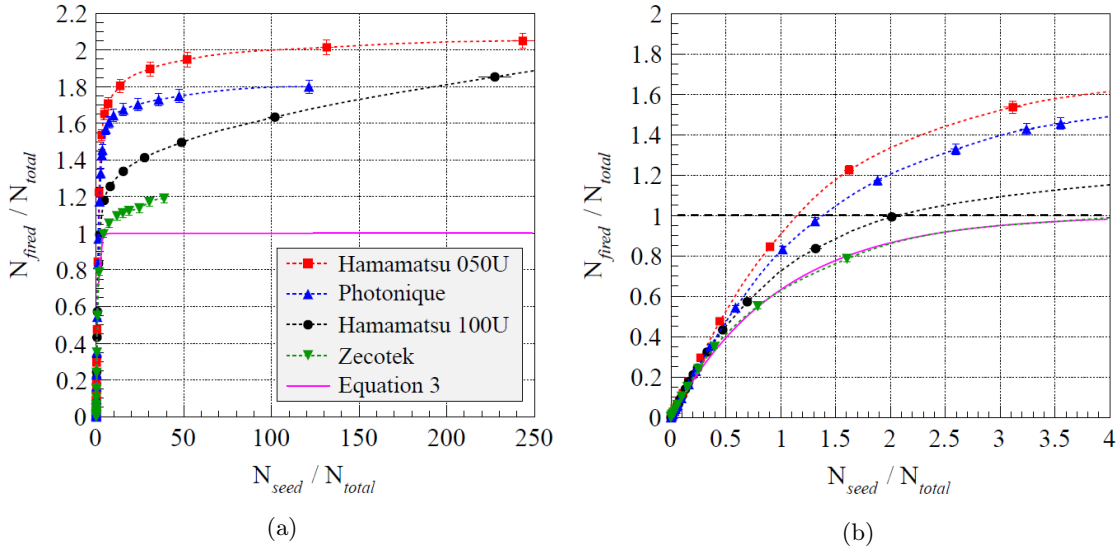 2.2
2
1.8
1.6
1.4
1.2
1
0.8
0.6
0.4
0.2
0
N_fired / N_total
0 50 100 150 200 250
N_seed / N_total
Hamamatsu 050U
Photonique
Hamamatsu 100U
Zecotek
Equation 3
(a)
2
1.8
1.6
1.4
1.2
1
0.8
0.6
0.4
0.2
0
N_fired / N_total
0 0.5 1 1.5 2 2.5 3 3.5 4
N_seed / N_total
(b)